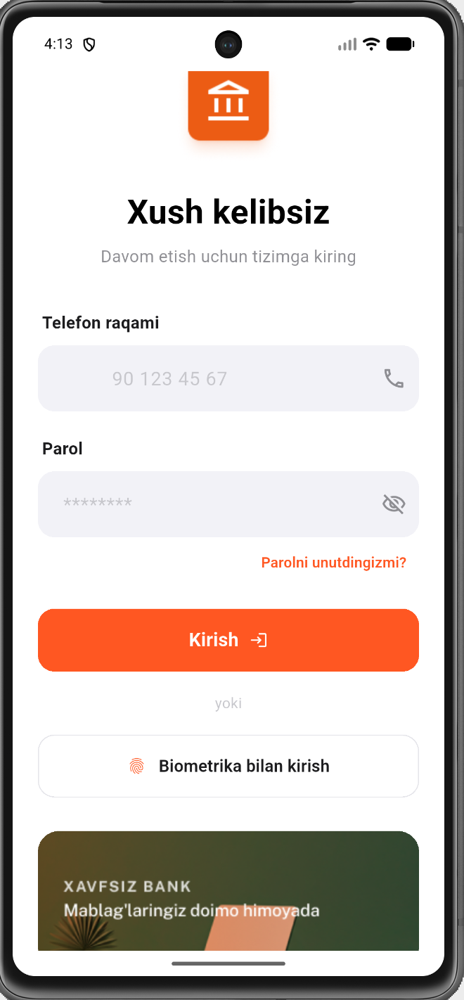 4:13
Xush kelibsiz
Davom etish uchun tizimga kiring
Telefon raqami
90 123 45 67
Parol
********
Parolni unutdingizmi?
Kirish
yoki
Biometrika bilan kirish
XAVFSIZ BANK
Mablag'laringiz doimo himoyada